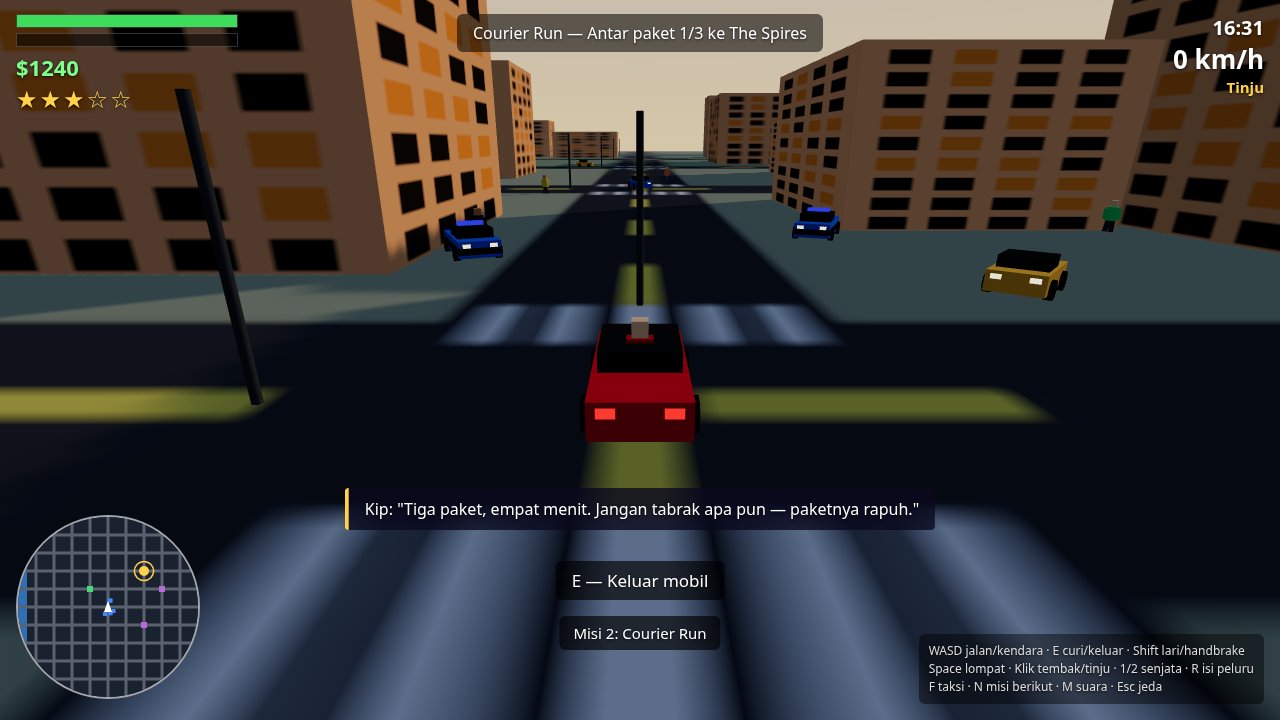 Courier Run — Antar paket 1/3 ke The Spires
16:31
0 km/h
Tinju
$1240
★★★☆☆
Kip: "Tiga paket, empat menit. Jangan tabrak apa pun — paketnya rapuh."
E — Keluar mobil
Misi 2: Courier Run
WASD jalan/kendara · E curi/keluar · Shift lari/handbrake
Space lompat · Klik tembak/tinju · 1/2 senjata · R isi peluru
F taksi · N misi berikut · M suara · Esc jeda